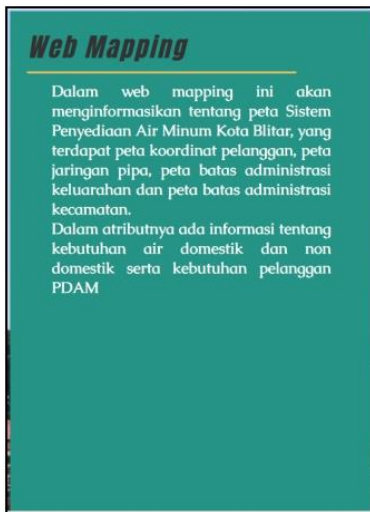 Web Mapping
Dalam web mapping ini akan
menginformasikan tentang peta Sistem
Penyediaan Air Minum Kota Blitar, yang
terdapat peta koordinat pelanggan, peta
jaringan pipa, peta batas administrasi
keluarahan dan peta batas administrasi
kecamatan.
Dalam atributnya ada informasi tentang
kebutuhan air domestik dan non
domestik serta kebutuhan pelanggan
PDAM